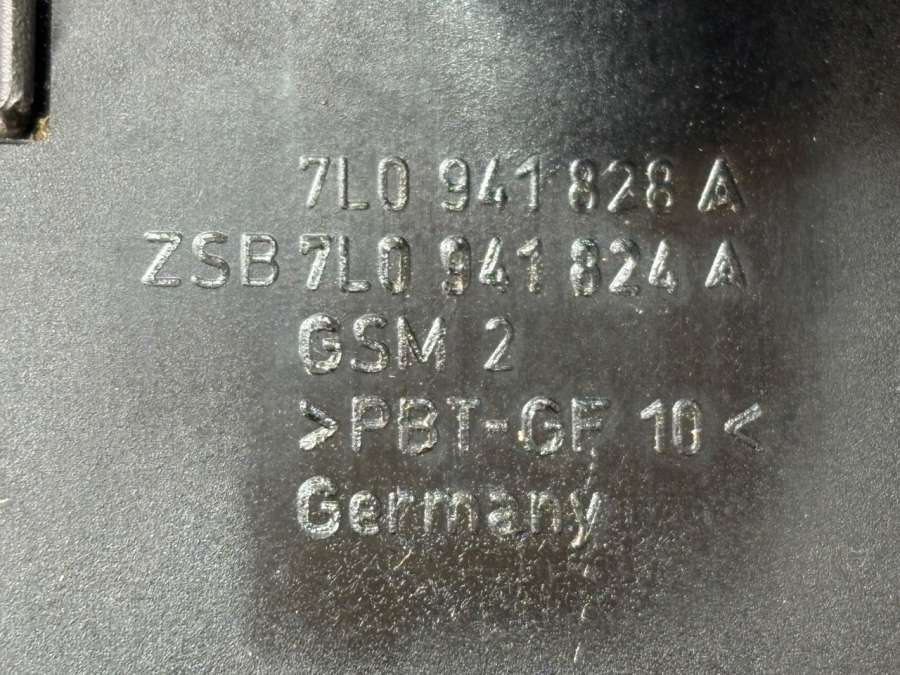 7L0 941 828 A
ZSB 7L0 941 824 A
GSM 2
>PBT-GF 10<
Germany